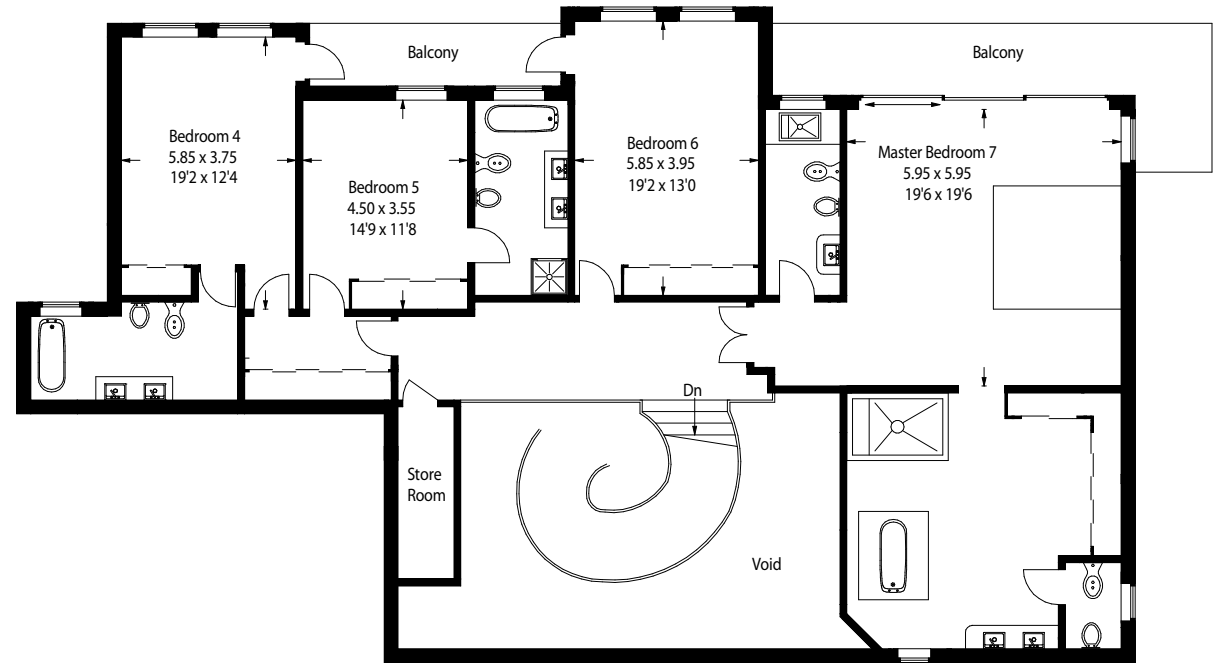 Balcony
Balcony
Bedroom 4
5.85 x 3.75
19'2 x 12'4
Bedroom 5
4.50 x 3.55
14'9 x 11'8
Bedroom 6
5.85 x 3.95
19'2 x 13'0
Master Bedroom 7
5.95 x 5.95
19'6 x 19'6
Dn
Store
Room
Void